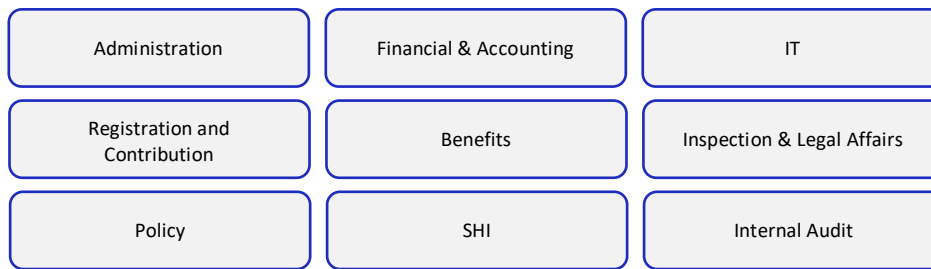 Administration
Financial & Accounting
IT
Registration and
Contribution
Benefits
Inspection & Legal Affairs
Policy
SHI
Internal Audit